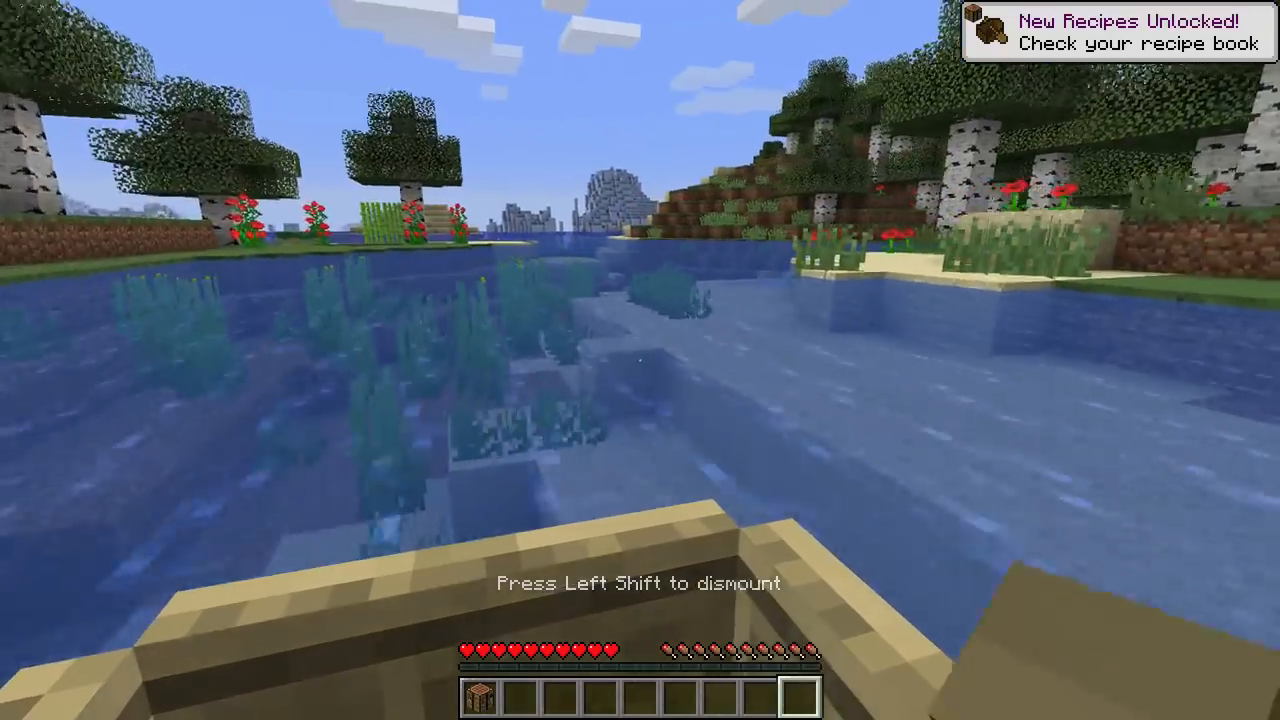 New Recipes Unlocked!
Check your recipe book
Press Left Shift to dismount